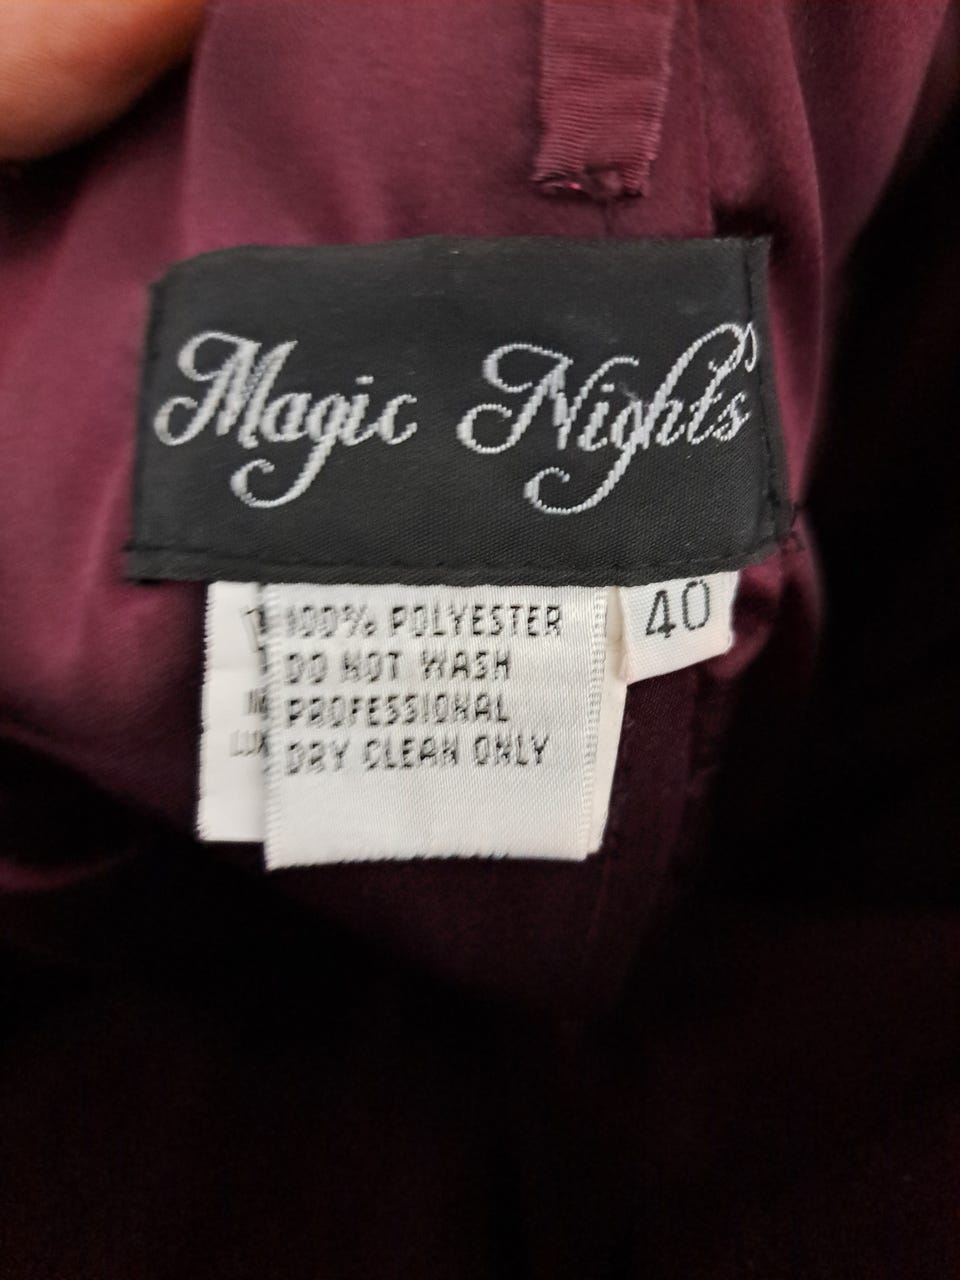 Magic Nights
40
100% POLYESTER
DO NOT WASH
PROFESSIONAL
DRY CLEAN ONLY